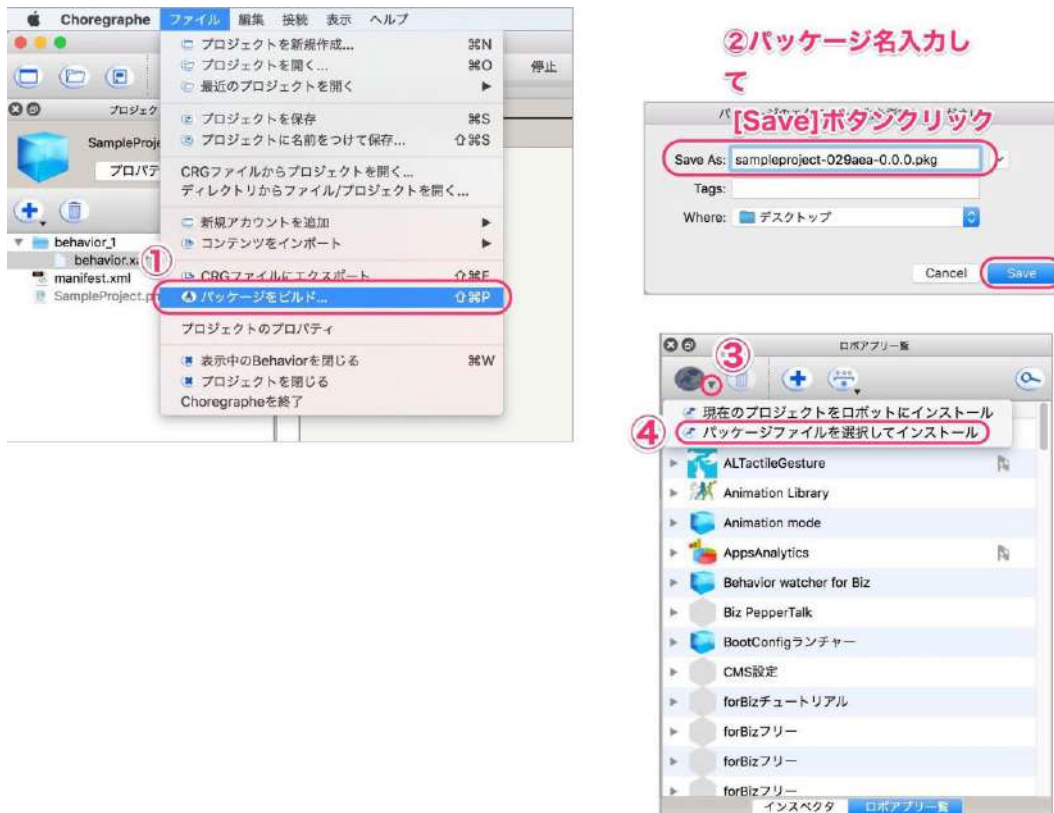 Choregraphe ファイル 編集 接続 表示 ヘルプ
プロジェクトを新規作成... ⌘N
プロジェクトを開く... ⌘O
最近のプロジェクトを開く ▶
プロジェクトを保存 ⌘S
プロジェクトに名前をつけて保存... ⇧⌘S
CRGファイルからプロジェクトを開く...
ディレクトリからファイル/プロジェクトを開く...
新規アカウントを追加 ▶
コンテンツをインポート ▶
CRGファイルにエクスポート ⇧⌘E
パッケージをビルド... ⇧⌘P
プロジェクトのプロパティ
表示中のBehaviorを閉じる ⌘W
プロジェクトを閉じる
Choregrapheを終了
停止
プロジェク
SampleProje
プロパテ
behavior_1
behavior.x
①
manifest.xml
SampleProject.p
②パッケージ名入力し
て
[Save]ボタンクリック
Save As: sampleproject-029aea-0.0.0.pkg
Tags:
Where: デスクトップ
Cancel Save
ロボアプリ一覧
③
現在のプロジェクトをロボットにインストール
④ パッケージファイルを選択してインストール
ALTactileGesture
Animation Library
Animation mode
AppsAnalytics
Behavior watcher for Biz
Biz PepperTalk
BootConfigランチャー
CMS設定
forBizチュートリアル
forBizフリー
forBizフリー
forBizフリー
インスペクタ ロボアプリ一覧